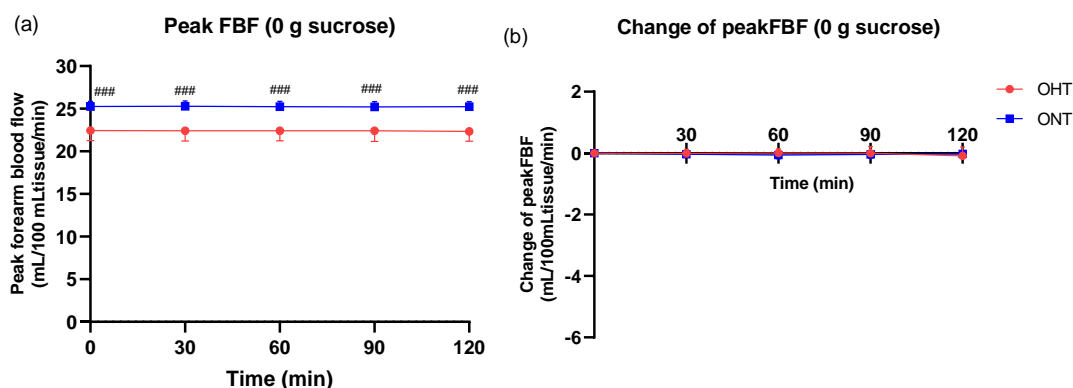 (a)
Peak FBF (0 g sucrose)
Peak forearm blood flow
(mL/100 mLtissue/min)
30
25
20
15
10
5
0
### ### ### ### ###
0 30 60 90 120
Time (min)
(b)
Change of peakFBF (0 g sucrose)
Change of peakFBF
(mL/100mLtissue/min)
2
0
-2
-4
-6
30 60 90 120
Time (min)
OHT
ONT